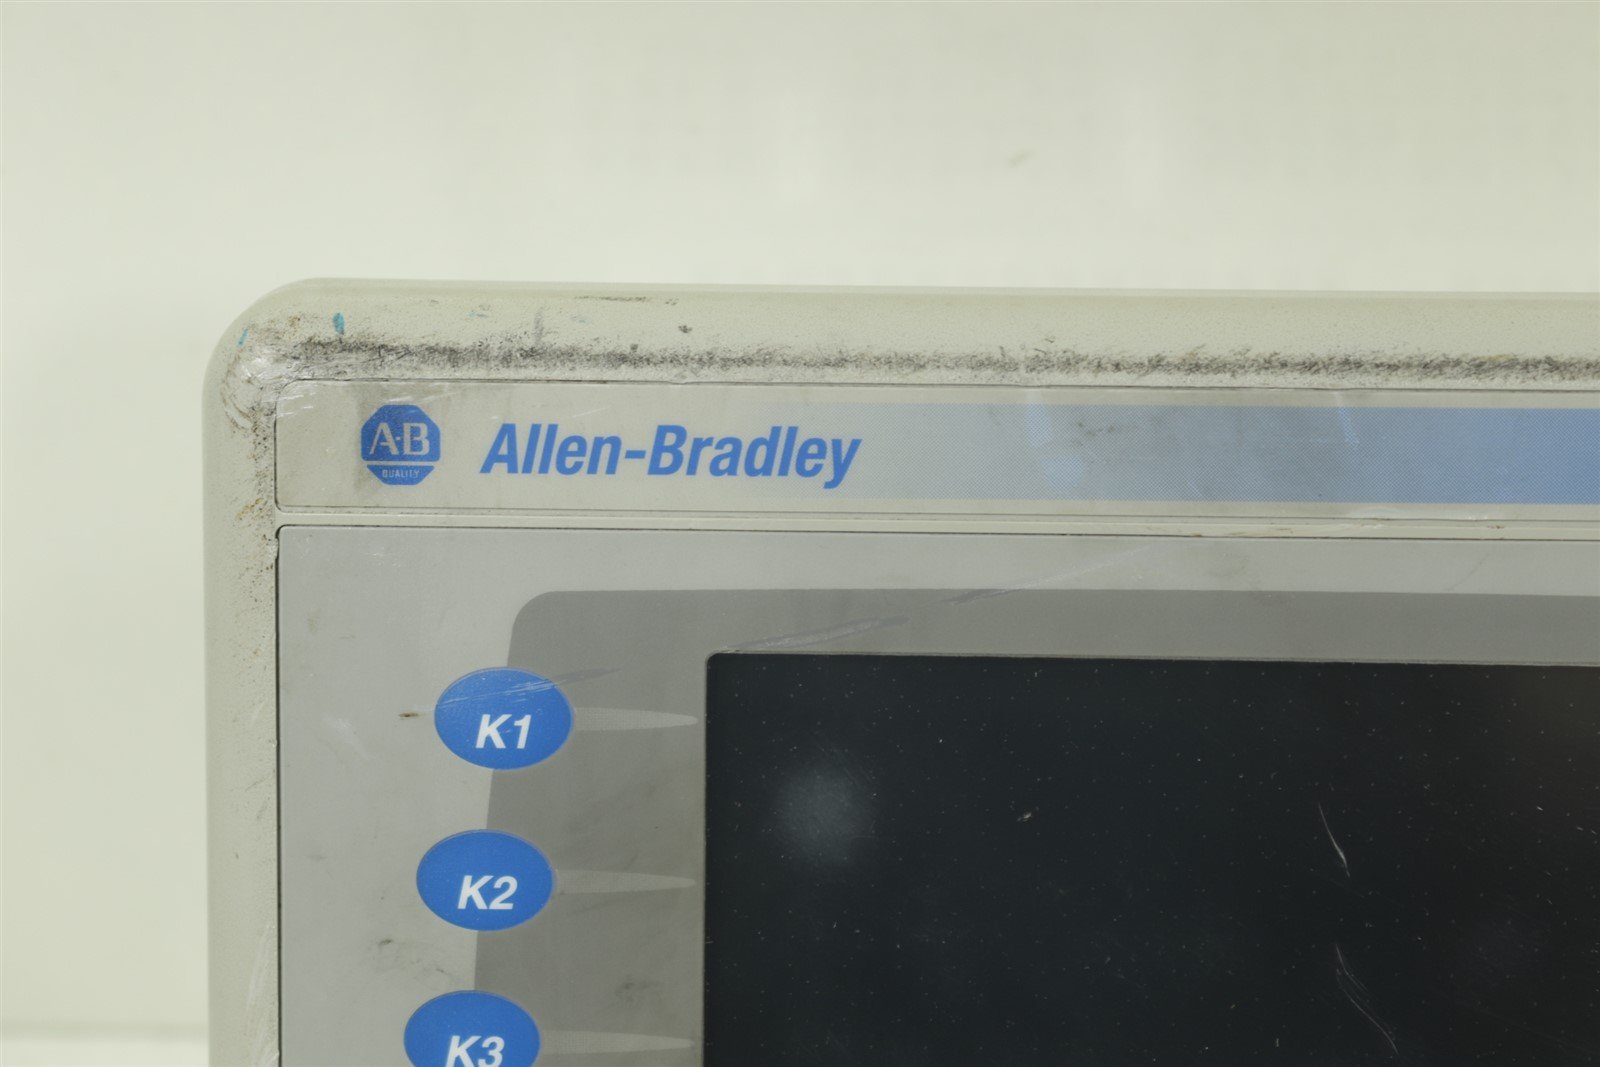 A-B
QUALITY
Allen-Bradley
K1
K2
K3